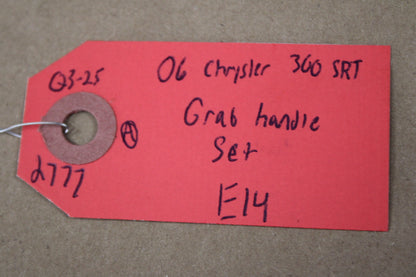 Q3-25
06 Chrysler 300 SRT
Grab handle
Set
E14
A
2777